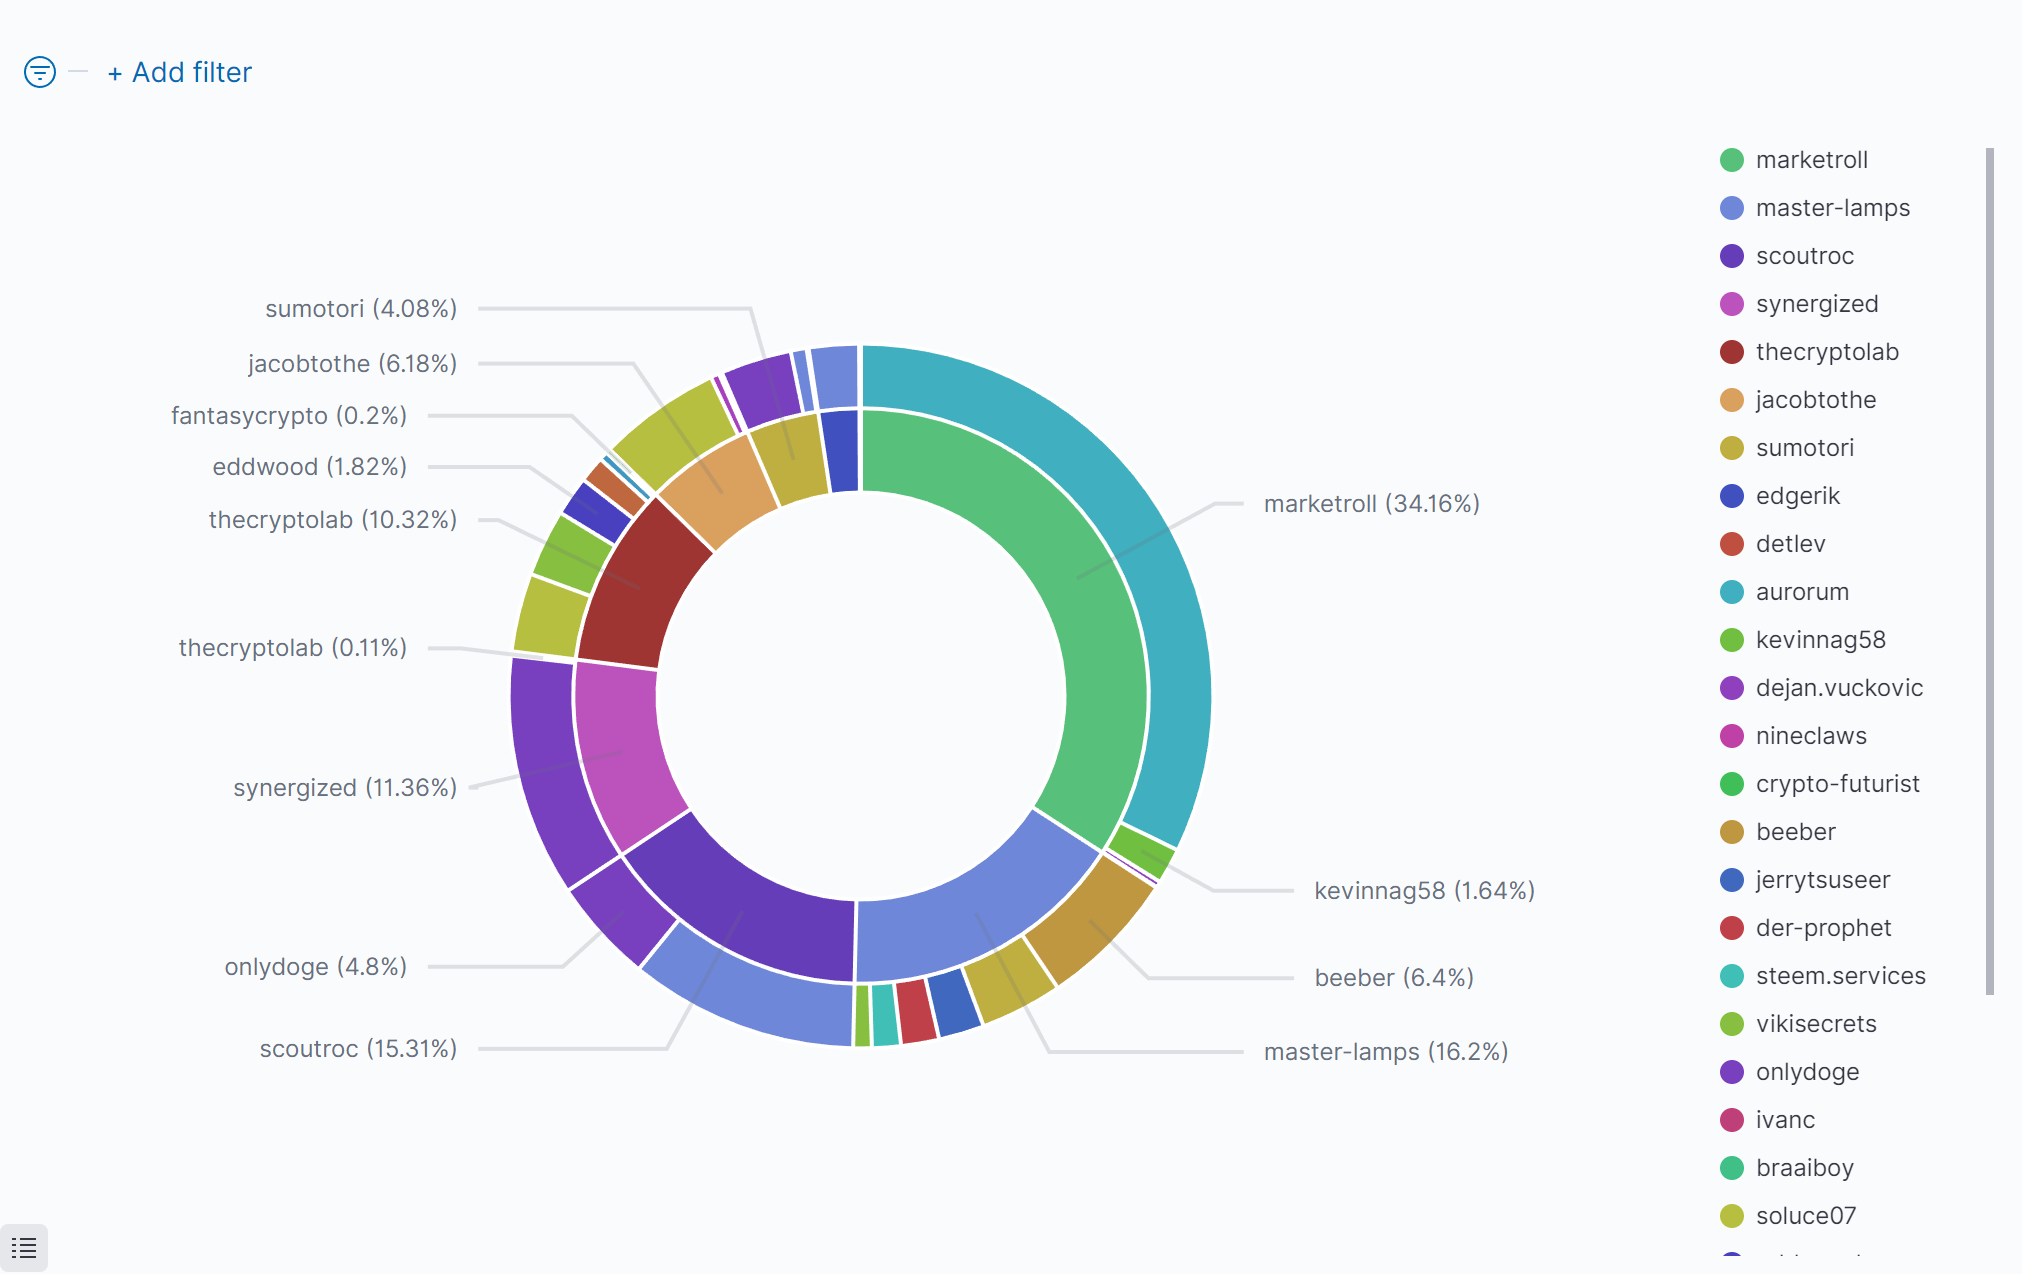 + Add filter
sumotori (4.08%)
jacobtothe (6.18%)
fantasycrypto (0.2%)
eddwood (1.82%)
thecryptolab (10.32%)
thecryptolab (0.11%)
synergized (11.36%)
onlydoge (4.8%)
scoutroc (15.31%)
marketroll (34.16%)
kevinnag58 (1.64%)
beeber (6.4%)
master-lamps (16.2%)
marketroll
master-lamps
scoutroc
synergized
thecryptolab
jacobtothe
sumotori
edgerik
detlev
aurorum
kevinnag58
dejan.vuckovic
nineclaws
crypto-futurist
beeber
jerrytsuseer
der-prophet
steem.services
vikisecrets
onlydoge
ivanc
braaiboy
soluce07